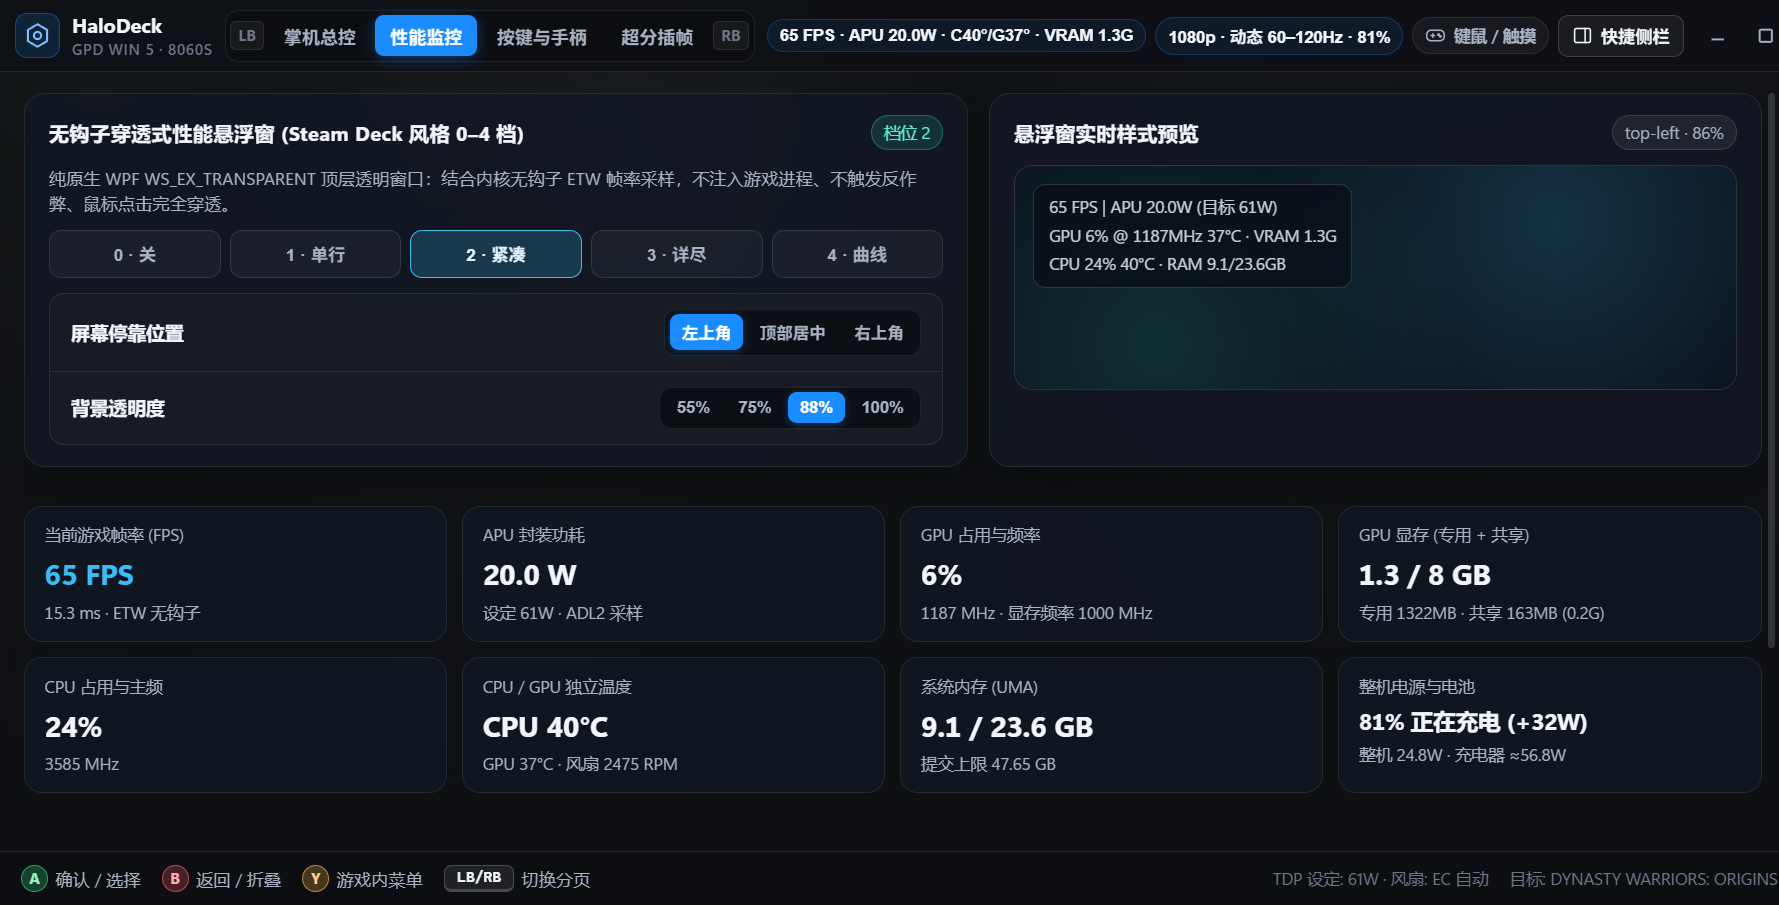 HaloDeck
GPD WIN 5 · 8060S
LB
掌机总控
性能监控
按键与手柄
超分插帧
RB
65 FPS · APU 20.0W · C40°/G37° · VRAM 1.3G
1080p · 动态 60–120Hz · 81%
键鼠 / 触摸
快捷侧栏
无钩子穿透式性能悬浮窗 (Steam Deck 风格 0–4 档)
档位 2
纯原生 WPF WS_EX_TRANSPARENT 顶层透明窗口：结合内核无钩子 ETW 帧率采样，不注入游戏进程、不触发反作
弊、鼠标点击完全穿透。
0 · 关
1 · 单行
2 · 紧凑
3 · 详尽
4 · 曲线
屏幕停靠位置
左上角
顶部居中
右上角
背景透明度
55%
75%
88%
100%
悬浮窗实时样式预览
top-left · 86%
65 FPS | APU 20.0W (目标 61W)
GPU 6% @ 1187MHz 37°C · VRAM 1.3G
CPU 24% 40°C · RAM 9.1/23.6GB
当前游戏帧率 (FPS)
65 FPS
15.3 ms · ETW 无钩子
APU 封装功耗
20.0 W
设定 61W · ADL2 采样
GPU 占用与频率
6%
1187 MHz · 显存频率 1000 MHz
GPU 显存 (专用 + 共享)
1.3 / 8 GB
专用 1322MB · 共享 163MB (0.2G)
CPU 占用与主频
24%
3585 MHz
CPU / GPU 独立温度
CPU 40°C
GPU 37°C · 风扇 2475 RPM
系统内存 (UMA)
9.1 / 23.6 GB
提交上限 47.65 GB
整机电源与电池
81% 正在充电 (+32W)
整机 24.8W · 充电器 ≈56.8W
A 确认 / 选择
B 返回 / 折叠
Y 游戏内菜单
LB/RB 切换分页
TDP 设定: 61W · 风扇: EC 自动
目标: DYNASTY WARRIORS: ORIGINS